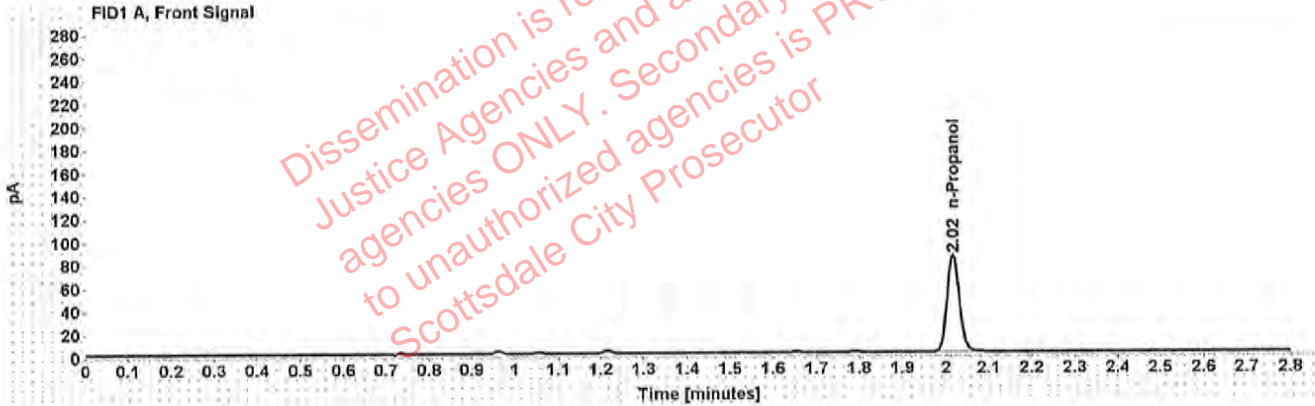 FID1 A, Front Signal
280
260
240
220
200
180
160
140
120
100
80
60
40
20
0
pA
2.02 n-Propanol
0 0.1 0.2 0.3 0.4 0.5 0.6 0.7 0.8 0.9 1 1.1 1.2 1.3 1.4 1.5 1.6 1.7 1.8 1.9 2 2.1 2.2 2.3 2.4 2.5 2.6 2.7 2.8
Time [minutes]
Dissemination is
Justice Agencies and
agencies ONLY. Secondary
to unauthorized agencies is
Scottsdale City Prosecutor